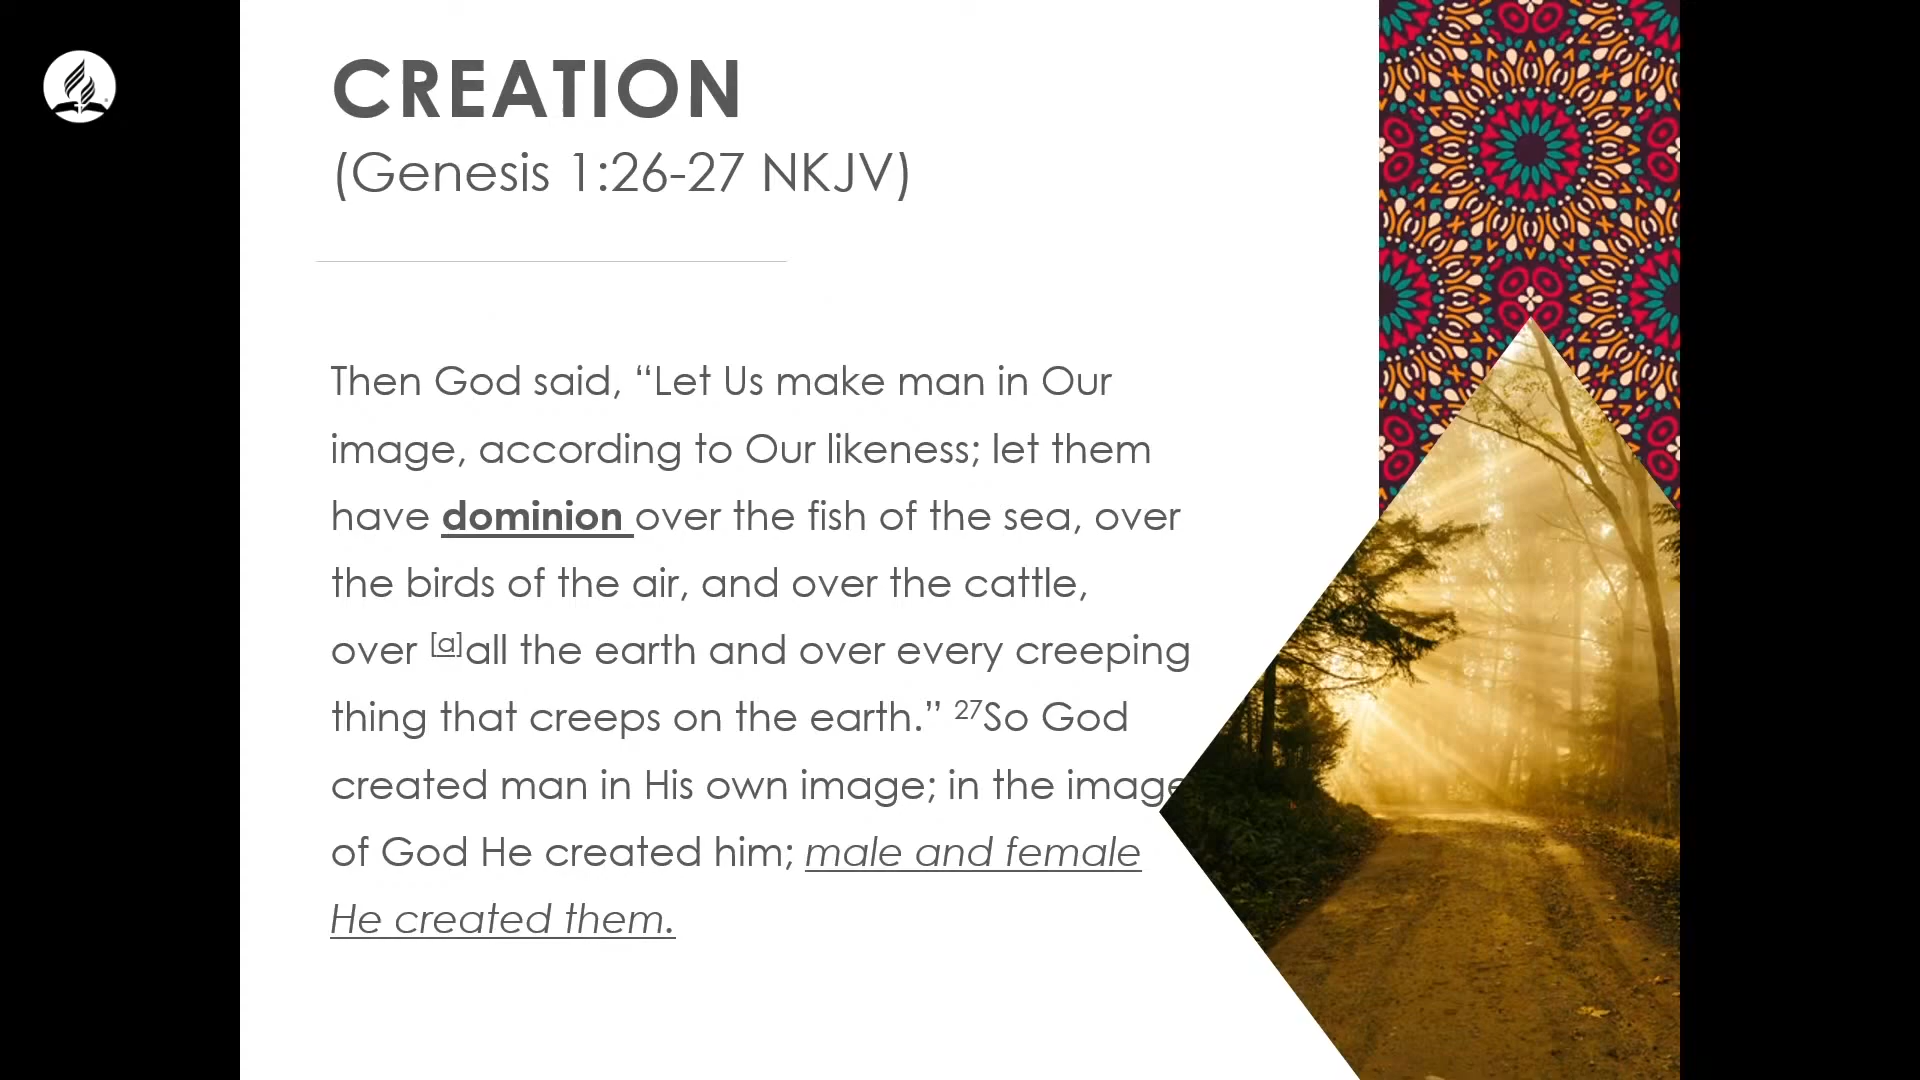 CREATION
(Genesis 1:26-27 NKJV)
Then God said, “Let Us make man in Our
image, according to Our likeness; let them
have dominion over the fish of the sea, over
the birds of the air, and over the cattle,
over [a]all the earth and over every creeping
thing that creeps on the earth.” 27So God
created man in His own image; in the image
of God He created him; male and female
He created them.